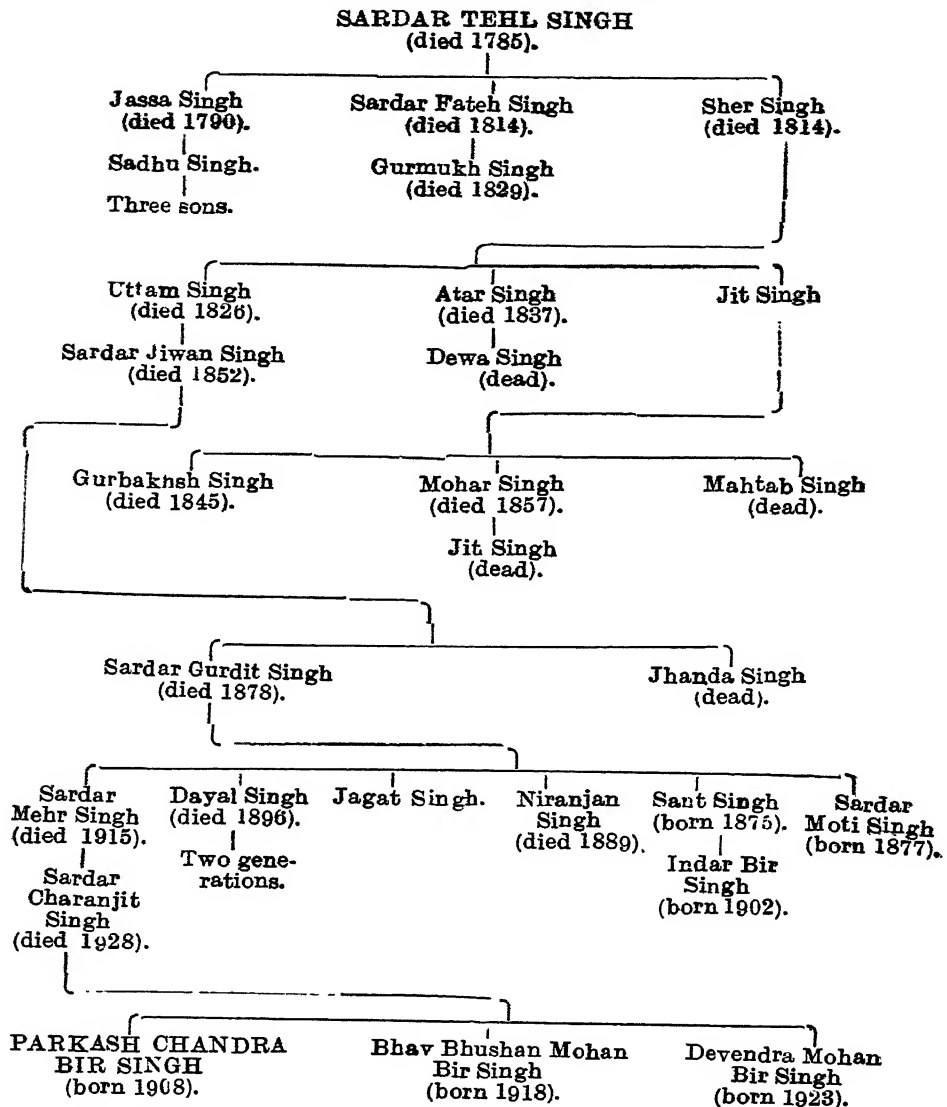 SARDAR TEHL SINGH
(died 1785).
Jassa Singh
(died 1790).
Sardar Fateh Singh
(died 1814).
Sher Singh
(died 1814).
Sadhu Singh.
Gurmukh Singh
(died 1829).
Three sons.
Uttam Singh
(died 1826).
Atar Singh
(died 1837).
Jit Singh
Sardar Jiwan Singh
(died 1852).
Dewa Singh
(dead).
Gurbakhsh Singh
(died 1845).
Mohar Singh
(died 1857).
Mahtab Singh
(dead).
Jit Singh
(dead).
Sardar Gurdit Singh
(died 1878).
Jhanda Singh
(dead).
Sardar
Mehr Singh
(died 1915).
Dayal Singh
(died 1896).
Jagat Singh.
Niranjan
Singh
(died 1889).
Sant Singh
(born 1875).
Sardar
Moti Singh
(born 1877).
Sardar
Charanjit
Singh
(died 1928).
Two gene-
rations.
Indar Bir
Singh
(born 1902).
PARKASH CHANDRA
BIR SINGH
(born 1908).
Bhav Bhushan Mohan
Bir Singh
(born 1918).
Devendra Mohan
Bir Singh
(born 1923).